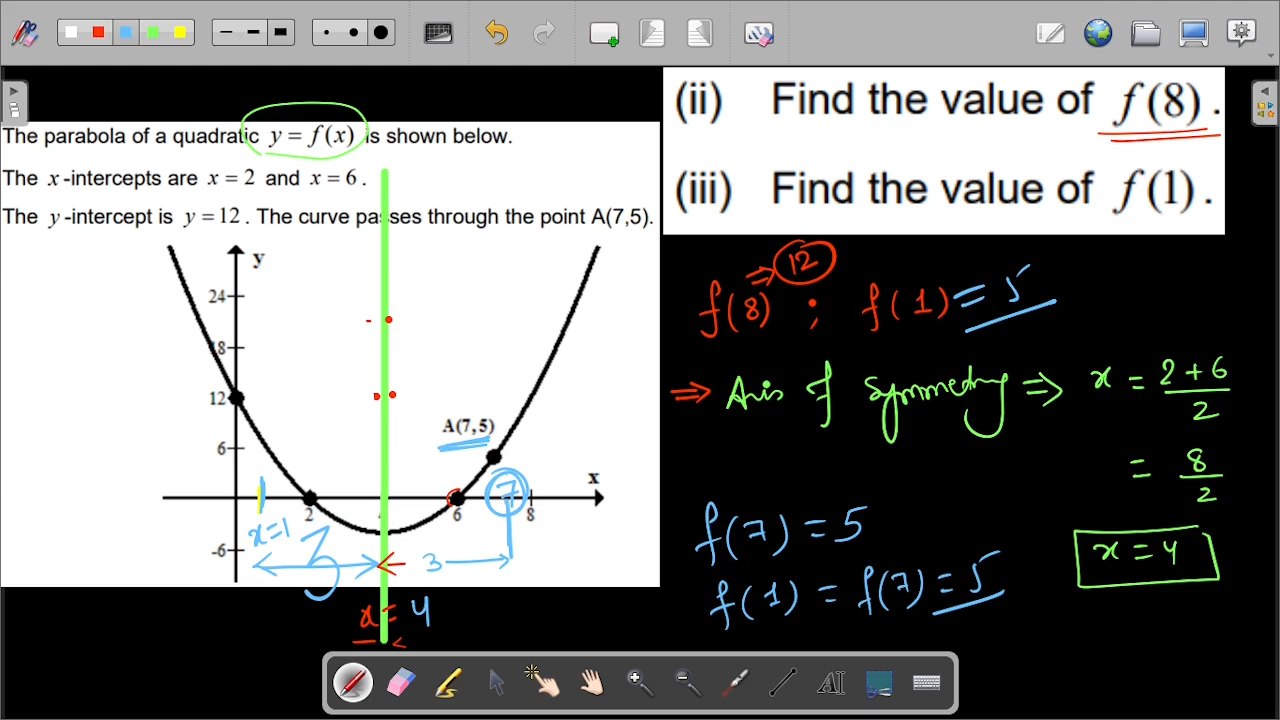 The parabola of a quadratic y = f(x) is shown below.
The x-intercepts are x = 2 and x = 6.
The y-intercept is y = 12. The curve passes through the point A(7,5).
y
24
18
12
6
-6
2
6
8
x
A(7,5)
7
x=1
3
3
x = 4
(ii) Find the value of f(8).
(iii) Find the value of f(1).
⇒ 12
f(8) ; f(1) = 5
⇒ Axis of Symmetry ⇒ x = 2+6/2
= 8/2
x = 4
f(7) = 5
f(1) = f(7) = 5
AI